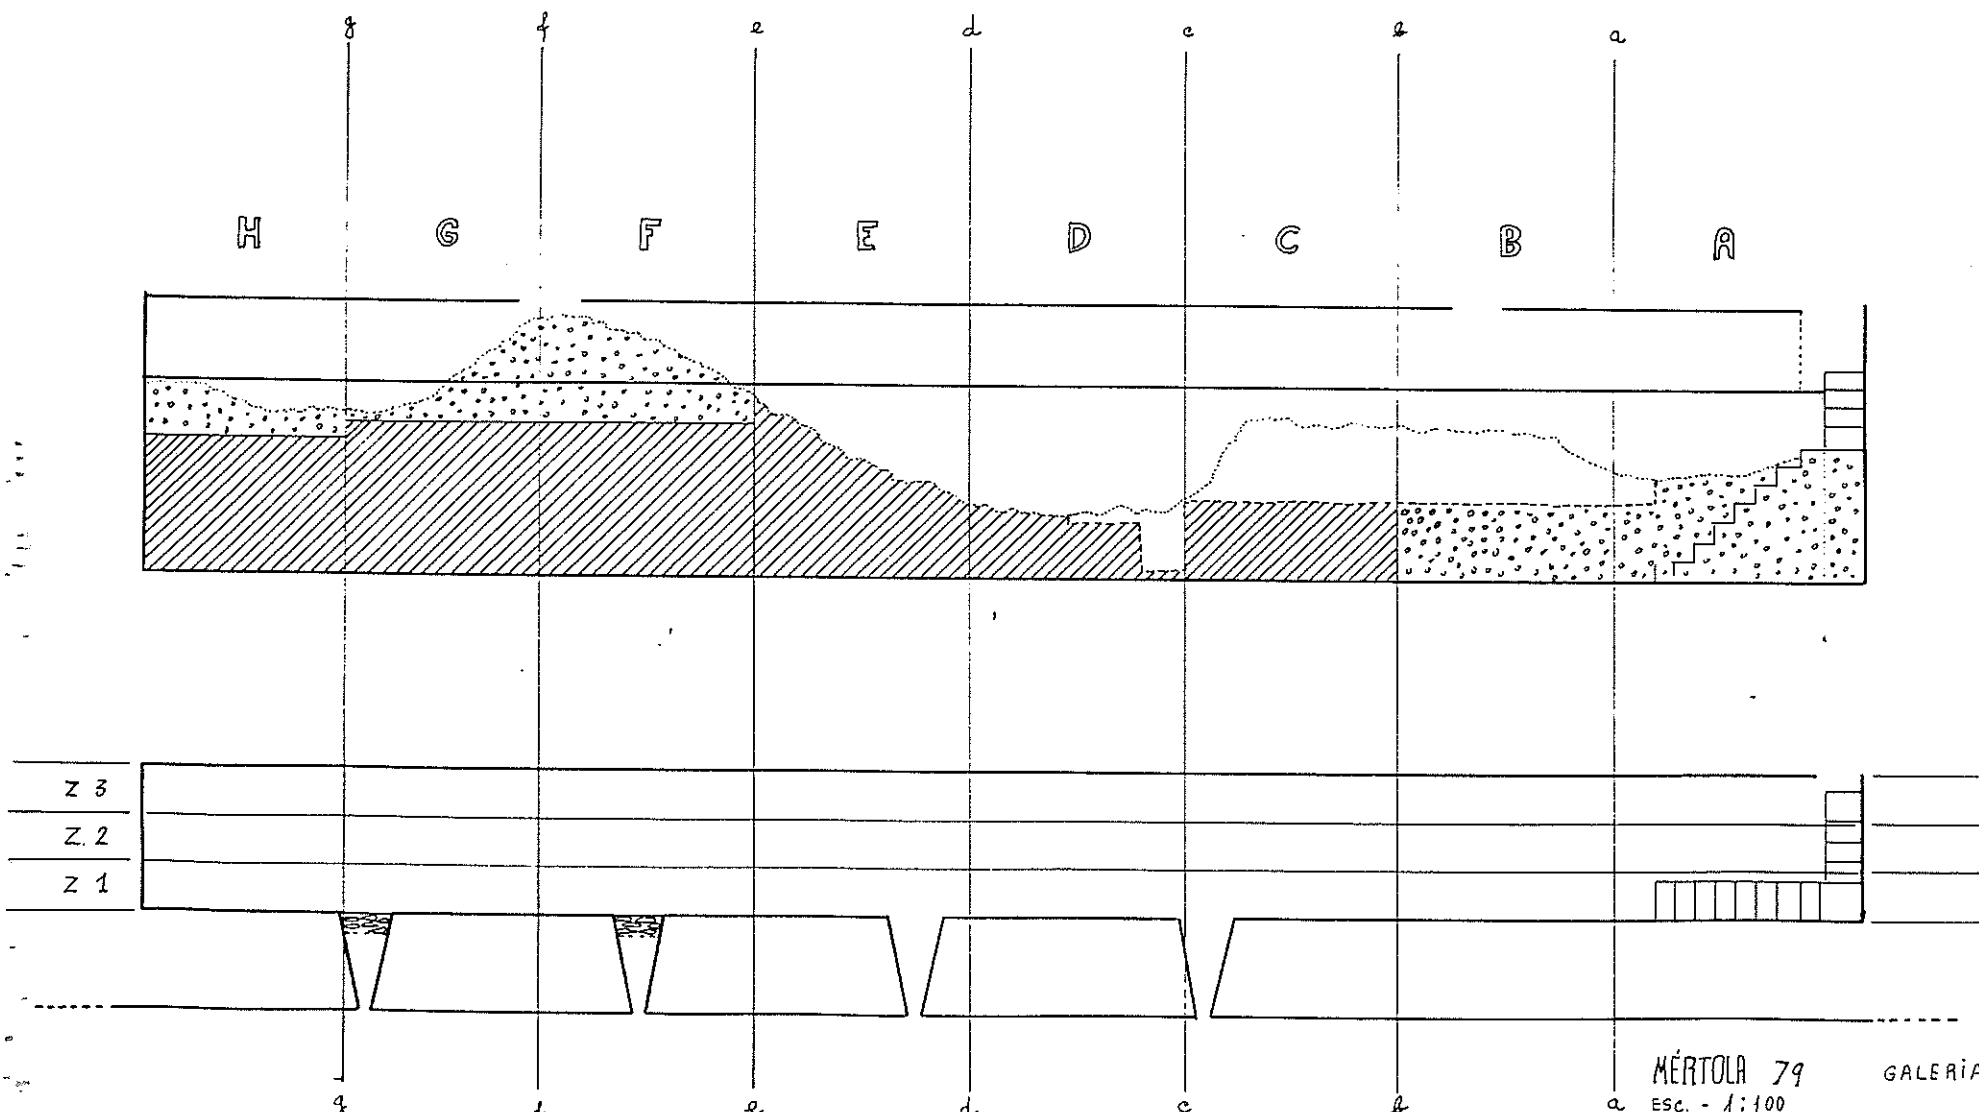 g f e d c b a
H G F E D C B A
Z 3
Z.2
Z 1
g f e d c b a
MÉRTOLA 79 GALERIA
ESC. - 1:100